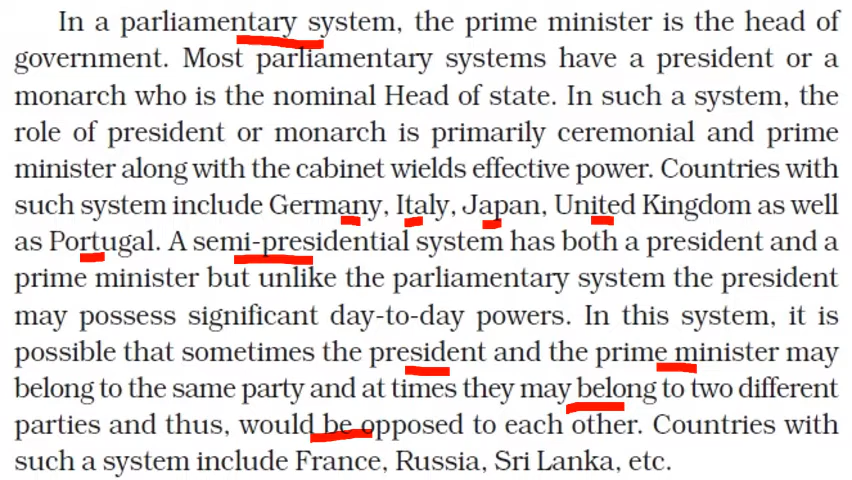 In a parliamentary system, the prime minister is the head of
government. Most parliamentary systems have a president or a
monarch who is the nominal Head of state. In such a system, the
role of president or monarch is primarily ceremonial and prime
minister along with the cabinet wields effective power. Countries with
such system include Germany, Italy, Japan, United Kingdom as well
as Portugal. A semi-presidential system has both a president and a
prime minister but unlike the parliamentary system the president
may possess significant day-to-day powers. In this system, it is
possible that sometimes the president and the prime minister may
belong to the same party and at times they may belong to two different
parties and thus, would be opposed to each other. Countries with
such a system include France, Russia, Sri Lanka, etc.